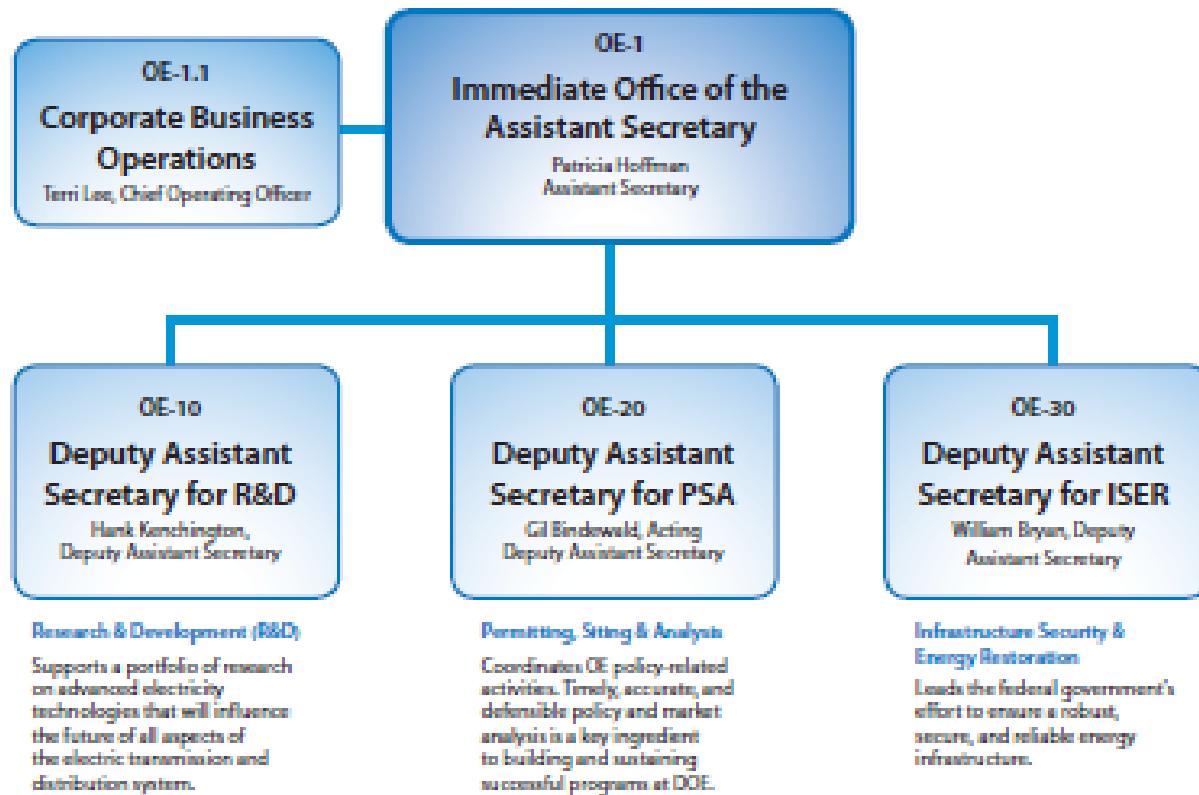 OE-1.1
Corporate Business
Operations
Terri Lee, Chief Operating Officer
OE-1
Immediate Office of the
Assistant Secretary
Patricia Hoffman
Assistant Secretary
OE-10
Deputy Assistant
Secretary for R&D
Hank Kenchington,
Deputy Assistant Secretary
OE-20
Deputy Assistant
Secretary for PSA
Gil Bindewald, Acting
Deputy Assistant Secretary
OE-30
Deputy Assistant
Secretary for ISER
William Bryan, Deputy
Assistant Secretary
Research & Development (R&D)
Supports a portfolio of research
on advanced electricity
technologies that will influence
the future of all aspects of
the electric transmission and
distribution system.
Permitting, Siting & Analysis
Coordinates OE policy-related
activities. Timely, accurate, and
defensible policy and market
analysis is a key ingredient
to building and sustaining
successful programs at DOE.
Infrastructure Security &
Energy Restoration
Leads the federal government's
effort to ensure a robust,
secure, and reliable energy
infrastructure.